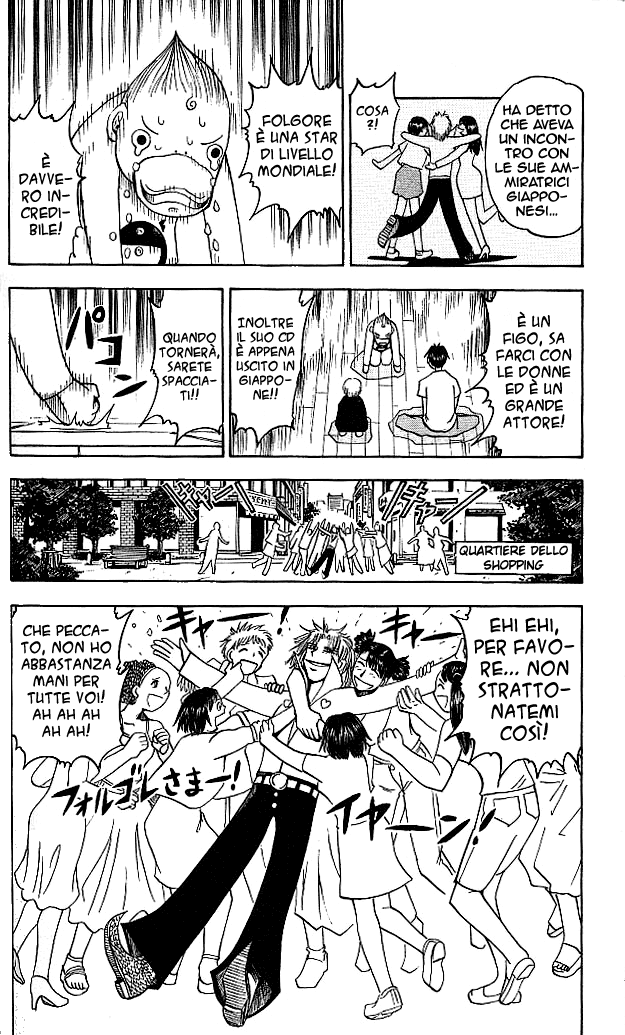 HA DETTO
CHE AVEVA
UN INCON-
TRO CON
LE SUE AM-
MIRATRICI
GIAPPO-
NESI...
COSA
?!
FOLGORE
È UNA STAR
DI LIVELLO
MONDIALE!
È
DAVVE-
RO IN-
CREDI-
BILE!
È UN
FIGO, SA
FARCI CON
LE DONNE
ED È UN
GRANDE
ATTORE!
INOLTRE
IL SUO CD
È APPENA
USCITO IN
GIAPPO-
NE!!
QUANDO
TORNERÀ,
SARETE
SPACCIA-
TI!!
パコン
キャー
キャー
QUARTIERE DELLO
SHOPPING
EHI EHI,
PER FAVO-
RE... NON
STRATTO-
NATEMI
COSÌ!
キャー
キャー!
CHE PECCA-
TO, NON HO
ABBASTANZA
MANI PER
TUTTE VOI!
AH AH AH
AH AH!
フォルゴレさまー!
イヤーン!